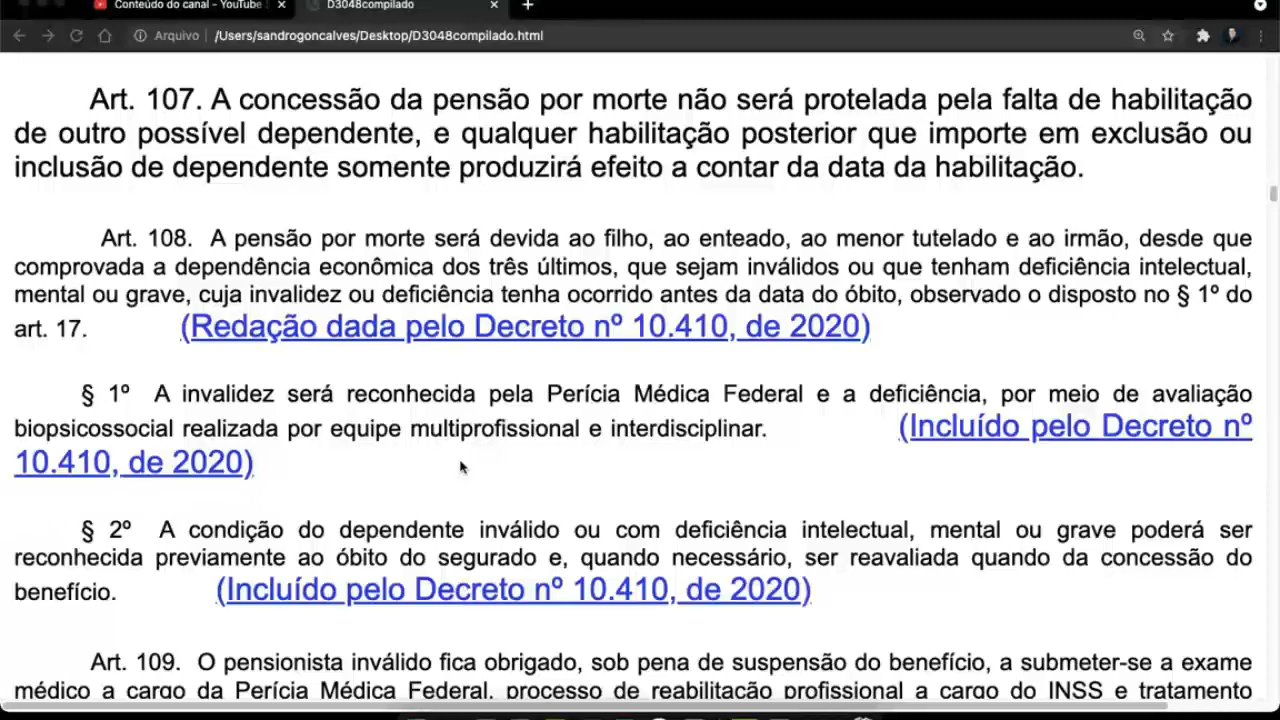 Conteúdo do canal - YouTube
D3048compilado
Arquivo | /Users/sandrogoncalves/Desktop/D3048compilado.html
Art. 107. A concessão da pensão por morte não será protelada pela falta de habilitação
de outro possível dependente, e qualquer habilitação posterior que importe em exclusão ou
inclusão de dependente somente produzirá efeito a contar da data da habilitação.
Art. 108. A pensão por morte será devida ao filho, ao enteado, ao menor tutelado e ao irmão, desde que
comprovada a dependência econômica dos três últimos, que sejam inválidos ou que tenham deficiência intelectual,
mental ou grave, cuja invalidez ou deficiência tenha ocorrido antes da data do óbito, observado o disposto no § 1º do
art. 17. (Redação dada pelo Decreto nº 10.410, de 2020)
§ 1º A invalidez será reconhecida pela Perícia Médica Federal e a deficiência, por meio de avaliação
biopsicossocial realizada por equipe multiprofissional e interdisciplinar. (Incluído pelo Decreto nº
10.410, de 2020)
§ 2º A condição do dependente inválido ou com deficiência intelectual, mental ou grave poderá ser
reconhecida previamente ao óbito do segurado e, quando necessário, ser reavaliada quando da concessão do
benefício. (Incluído pelo Decreto nº 10.410, de 2020)
Art. 109. O pensionista inválido fica obrigado, sob pena de suspensão do benefício, a submeter-se a exame
médico a cargo da Perícia Médica Federal, processo de reabilitação profissional a cargo do INSS e tratamento